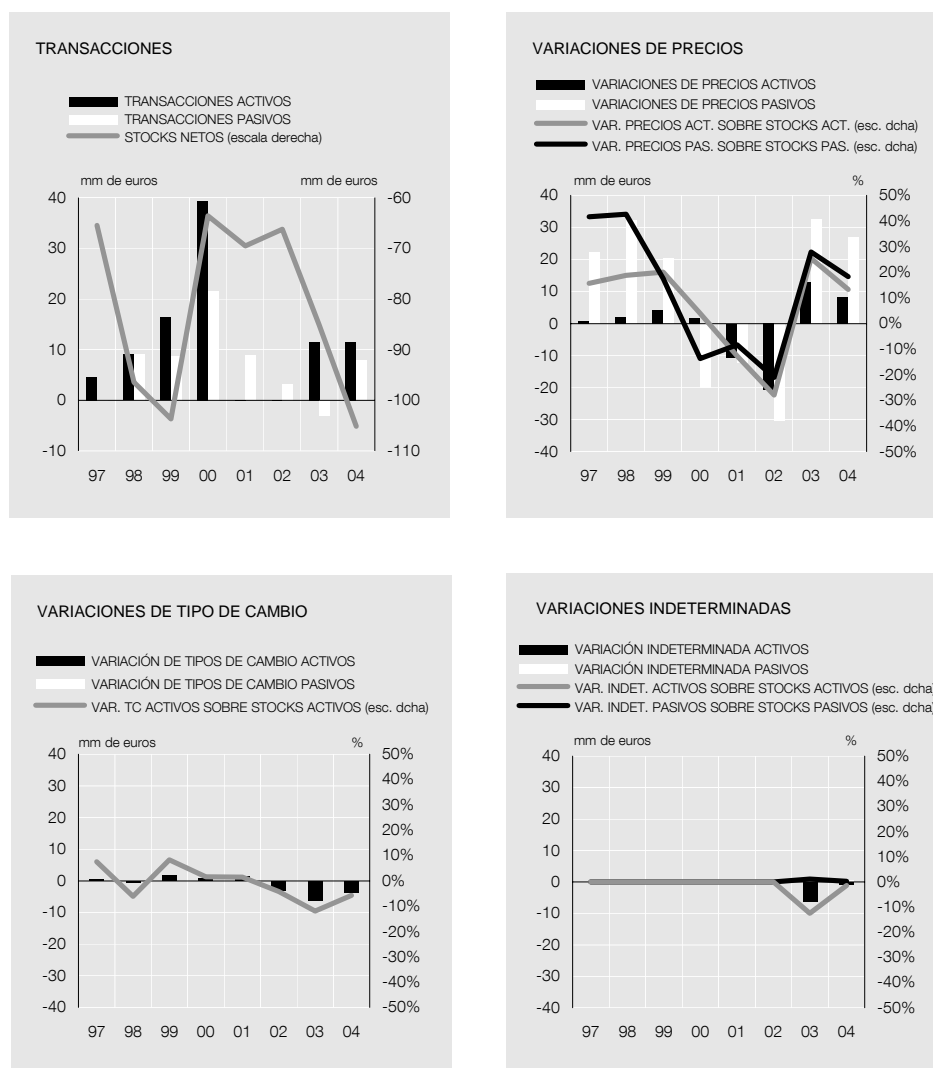 TRANSACCIONES
TRANSACCIONES ACTIVOS
TRANSACCIONES PASIVOS
STOCKS NETOS (escala derecha)
mm de euros mm de euros
40 -60
30 -70
20 -80
10 -90
0 -100
-10 -110
97 98 99 00 01 02 03 04
VARIACIONES DE PRECIOS
VARIACIONES DE PRECIOS ACTIVOS
VARIACIONES DE PRECIOS PASIVOS
VAR. PRECIOS ACT. SOBRE STOCKS ACT. (esc. dcha)
VAR. PRECIOS PAS. SOBRE STOCKS PAS. (esc. dcha)
mm de euros %
40 50%
40%
30 30%
20 20%
10 10%
0 0%
-10 -10%
-20 -20%
-30%
-30 -40%
-40 -50%
97 98 99 00 01 02 03 04
VARIACIONES DE TIPO DE CAMBIO
VARIACIÓN DE TIPOS DE CAMBIO ACTIVOS
VARIACIÓN DE TIPOS DE CAMBIO PASIVOS
VAR. TC ACTIVOS SOBRE STOCKS ACTIVOS (esc. dcha)
mm de euros %
40 50%
40%
30 30%
20 20%
10 10%
0 0%
-10 -10%
-20 -20%
-30%
-30 -40%
-40 -50%
97 98 99 00 01 02 03 04
VARIACIONES INDETERMINADAS
VARIACIÓN INDETERMINADA ACTIVOS
VARIACIÓN INDETERMINADA PASIVOS
VAR. INDET. ACTIVOS SOBRE STOCKS ACTIVOS (esc. dcha)
VAR. INDET. PASIVOS SOBRE STOCKS PASIVOS (esc. dcha)
mm de euros %
40 50%
40%
30 30%
20 20%
10 10%
0 0%
-10 -10%
-20 -20%
-30%
-30 -40%
-40 -50%
97 98 99 00 01 02 03 04